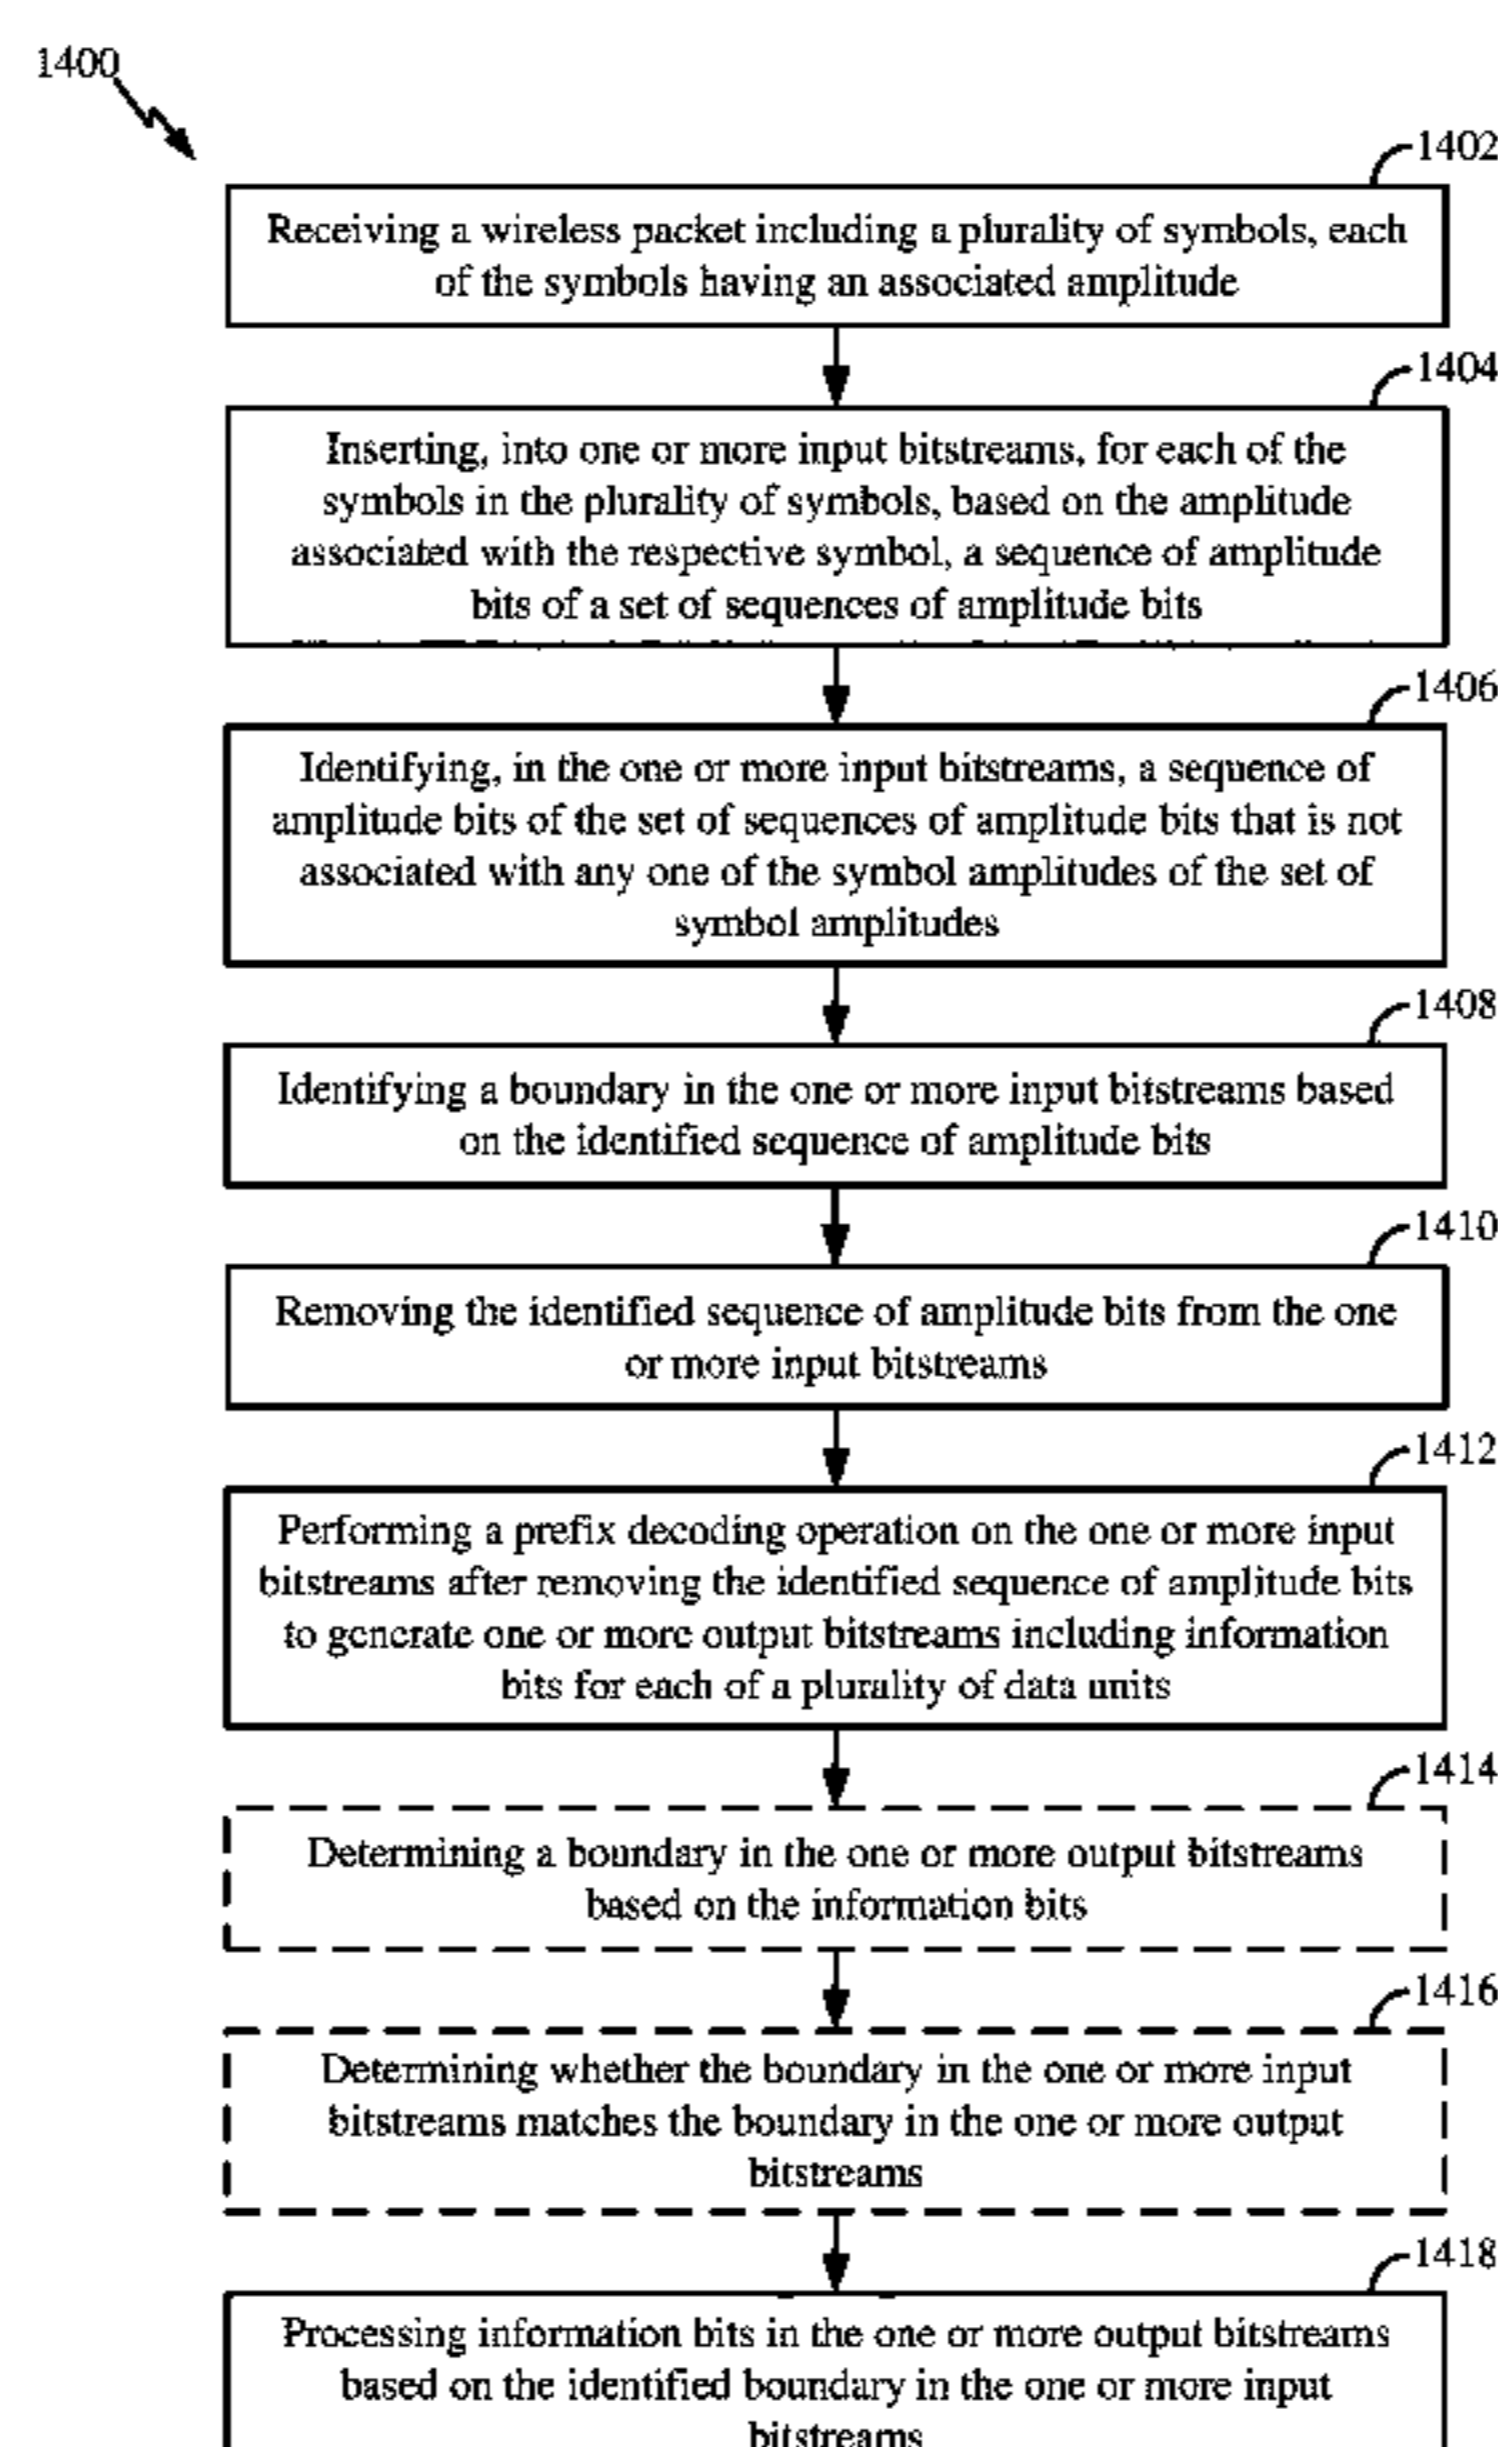 1400
1402
Receiving a wireless packet including a plurality of symbols, each
of the symbols having an associated amplitude
1404
Inserting, into one or more input bitstreams, for each of the
symbols in the plurality of symbols, based on the amplitude
associated with the respective symbol, a sequence of amplitude
bits of a set of sequences of amplitude bits
1406
Identifying, in the one or more input bitstreams, a sequence of
amplitude bits of the set of sequences of amplitude bits that is not
associated with any one of the symbol amplitudes of the set of
symbol amplitudes
1408
Identifying a boundary in the one or more input bitstreams based
on the identified sequence of amplitude bits
1410
Removing the identified sequence of amplitude bits from the one
or more input bitstreams
1412
Performing a prefix decoding operation on the one or more input
bitstreams after removing the identified sequence of amplitude bits
to generate one or more output bitstreams including information
bits for each of a plurality of data units
1414
Determining a boundary in the one or more output bitstreams
based on the information bits
1416
Determining whether the boundary in the one or more input
bitstreams matches the boundary in the one or more output
bitstreams
1418
Processing information bits in the one or more output bitstreams
based on the identified boundary in the one or more input
bitstreams